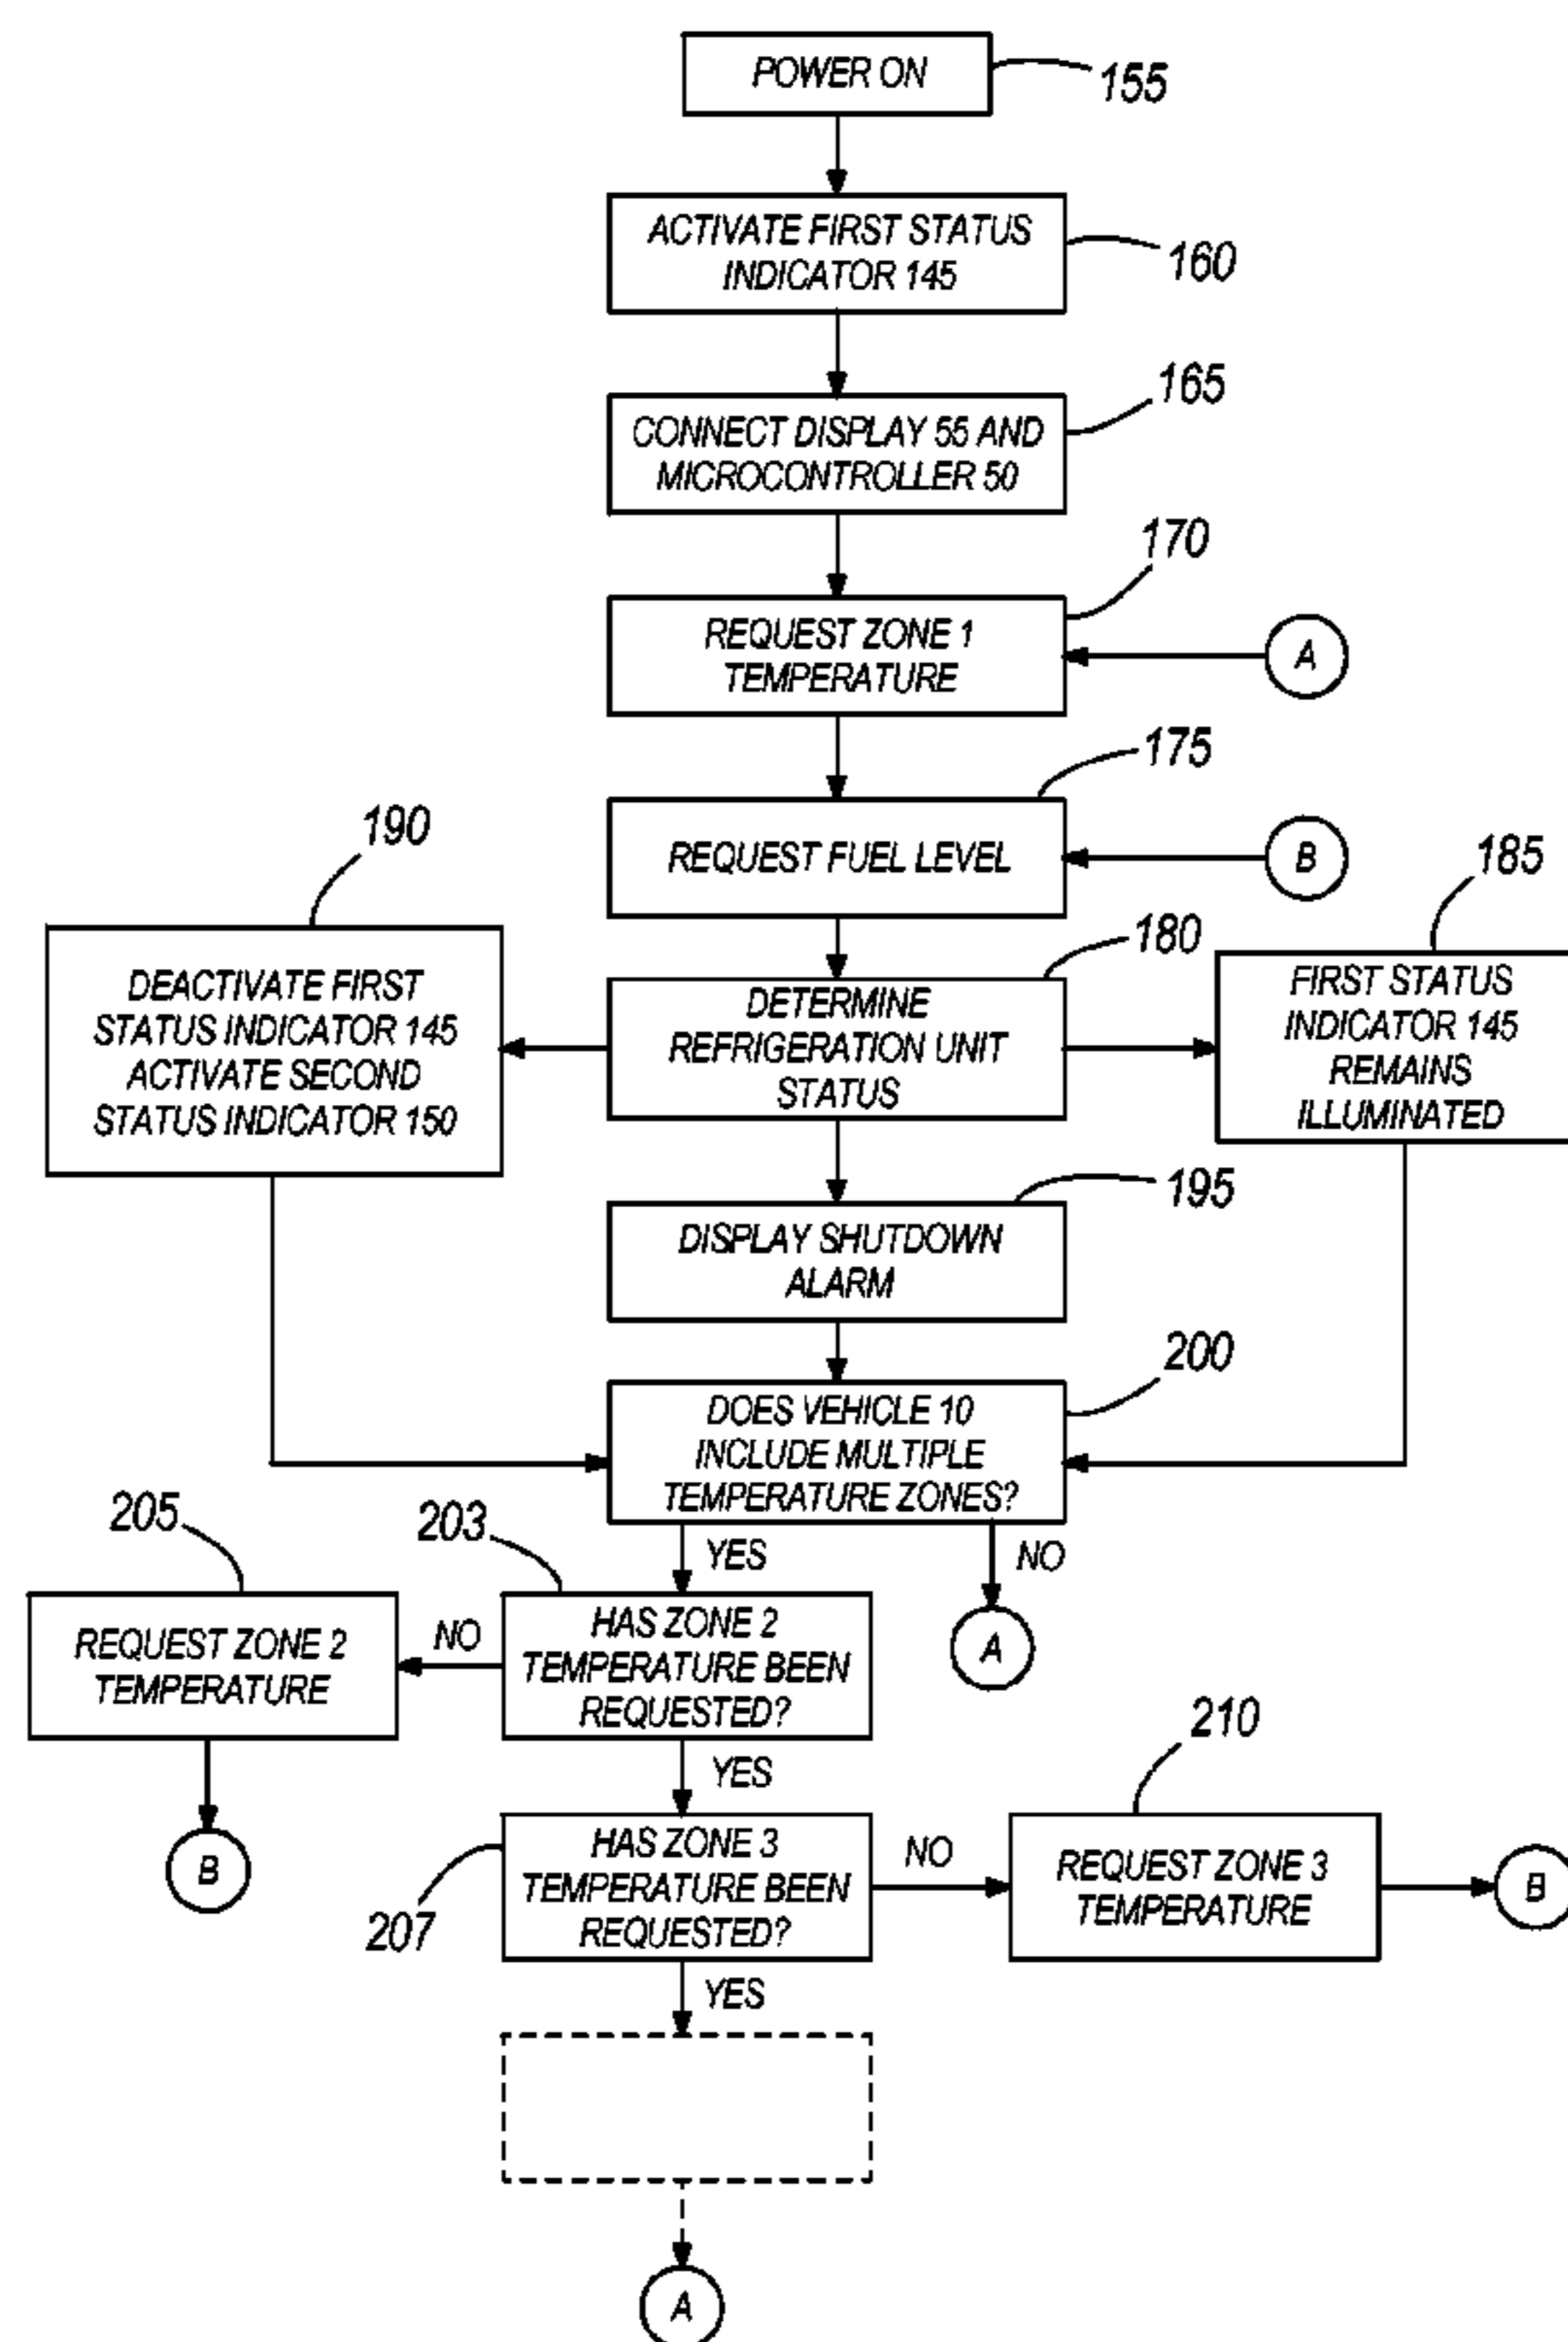 POWER ON
155
ACTIVATE FIRST STATUS
INDICATOR 145
160
165
CONNECT DISPLAY 55 AND
MICROCONTROLLER 50
170
REQUEST ZONE 1
TEMPERATURE
A
175
REQUEST FUEL LEVEL
B
190
185
180
DEACTIVATE FIRST
STATUS INDICATOR 145
ACTIVATE SECOND
STATUS INDICATOR 150
DETERMINE
REFRIGERATION UNIT
STATUS
FIRST STATUS
INDICATOR 145
REMAINS
ILLUMINATED
195
DISPLAY SHUTDOWN
ALARM
200
DOES VEHICLE 10
INCLUDE MULTIPLE
TEMPERATURE ZONES?
205
203
YES
NO
REQUEST ZONE 2
TEMPERATURE
NO
HAS ZONE 2
TEMPERATURE BEEN
REQUESTED?
A
210
YES
B
207
HAS ZONE 3
TEMPERATURE BEEN
REQUESTED?
NO
REQUEST ZONE 3
TEMPERATURE
B
YES
A